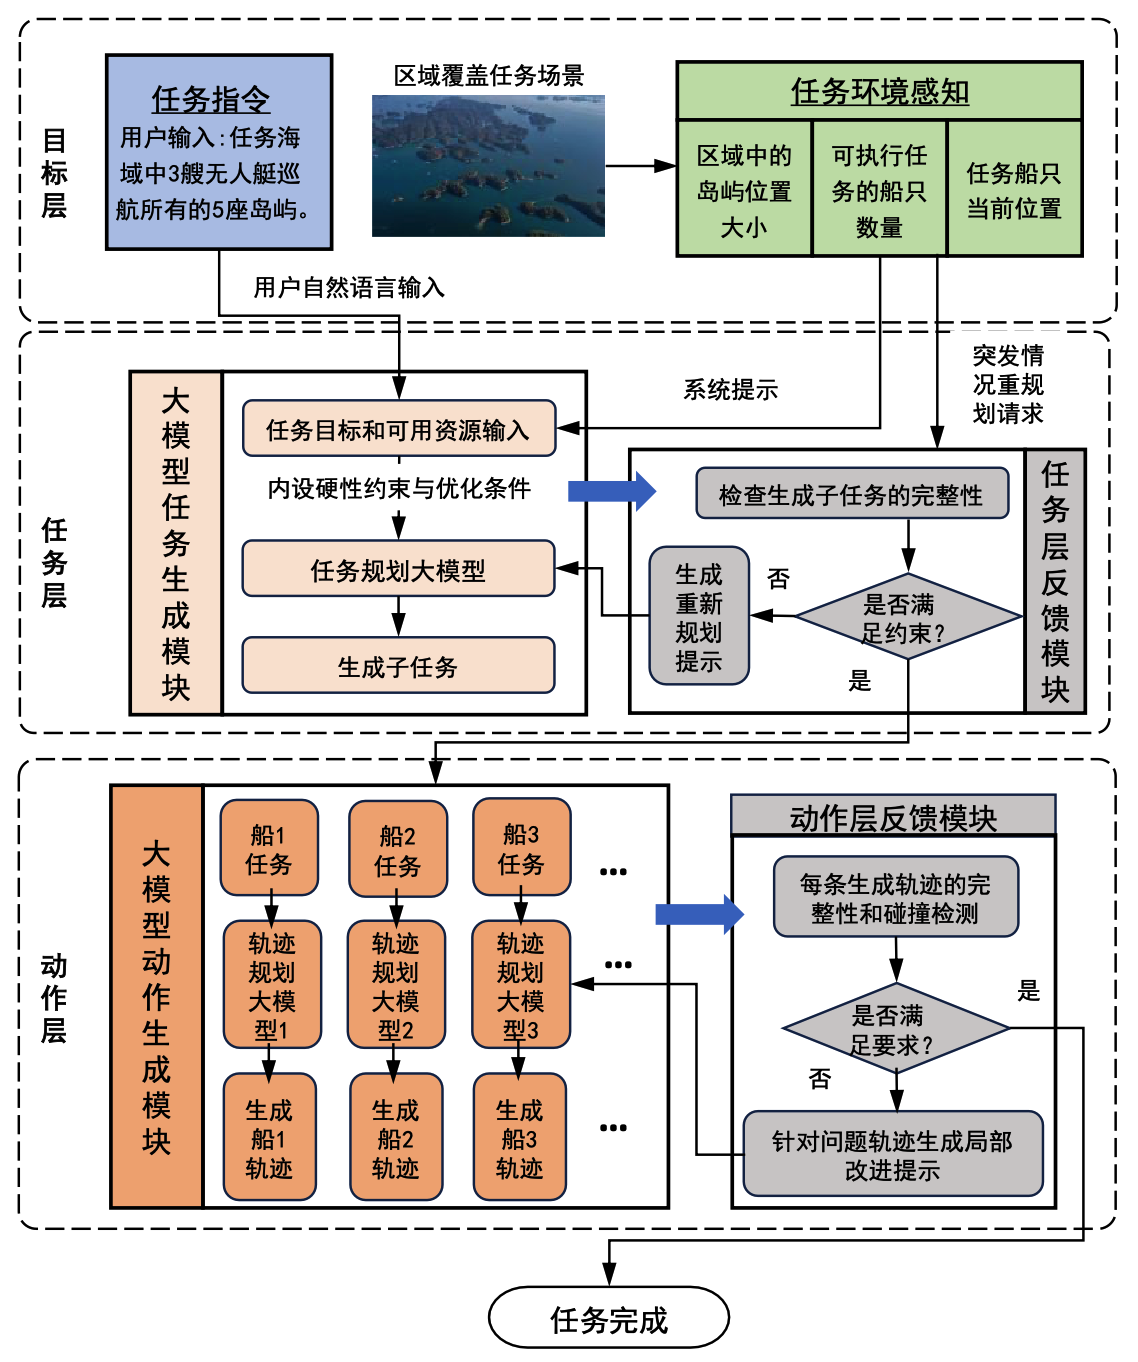 目
标
层
任务指令
用户输入:任务海
域中3艘无人艇巡
航所有的5座岛屿。
区域覆盖任务场景
任务环境感知
区域中的
岛屿位置
大小
可执行任
务的船只
数量
任务船只
当前位置
用户自然语言输入
任
务
层
大
模
型
任
务
生
成
模
块
任务目标和可用资源输入
内设硬性约束与优化条件
任务规划大模型
生成子任务
系统提示
突发情
况重规
划请求
检查生成子任务的完整性
是否满
足约束?
否
是
生成
重新
规划
提示
任
务
层
反
馈
模
块
动
作
层
大
模
型
动
作
生
成
模
块
船1
任务
船2
任务
船3
任务
...
轨迹
规划
大模
型1
轨迹
规划
大模
型2
轨迹
规划
大模
型3
...
生成
船1
轨迹
生成
船2
轨迹
生成
船3
轨迹
...
动作层反馈模块
每条生成轨迹的完
整性和碰撞检测
是否满
足要求?
是
否
针对问题轨迹生成局部
改进提示
任务完成